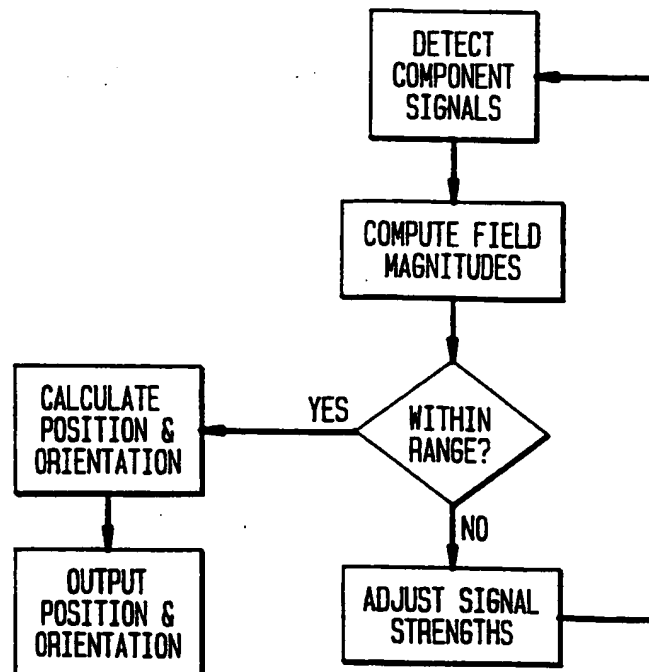 DETECT
COMPONENT
SIGNALS
COMPUTE FIELD
MAGNITUDES
WITHIN
RANGE?
YES
CALCULATE
POSITION &
ORIENTATION
OUTPUT
POSITION &
ORIENTATION
NO
ADJUST SIGNAL
STRENGTHS